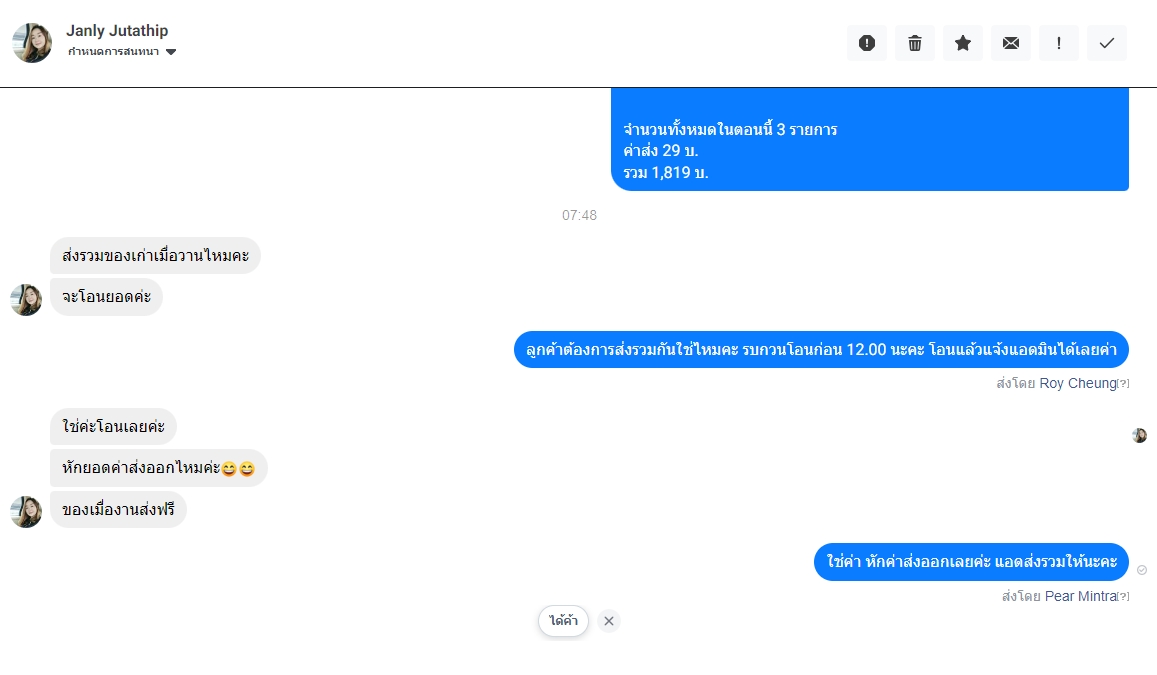 Janly Jutathip
กำหนดการสนทนา
จำนวนทั้งหมดในตอนนี้ 3 รายการ
ค่าส่ง 29 บ.
รวม 1,819 บ.
07:48
ส่งรวมของเก่าเมื่อวานไหมคะ
จะโอนยอดค่ะ
ลูกค้าต้องการส่งรวมกันใช่ไหมคะ รบกวนโอนก่อน 12.00 นะคะ โอนแล้วแจ้งแอดมินได้เลยค่า
ส่งโดย Roy Cheung[?]
ใช่ค่ะโอนเลยค่ะ
หักยอดค่าส่งออกไหมค่ะ😄😄
ของเมื่องานส่งฟรี
ใช่ค่า หักค่าส่งออกเลยค่ะ แอดส่งรวมให้นะคะ
ส่งโดย Pear Mintra[?]
ได้ค้า